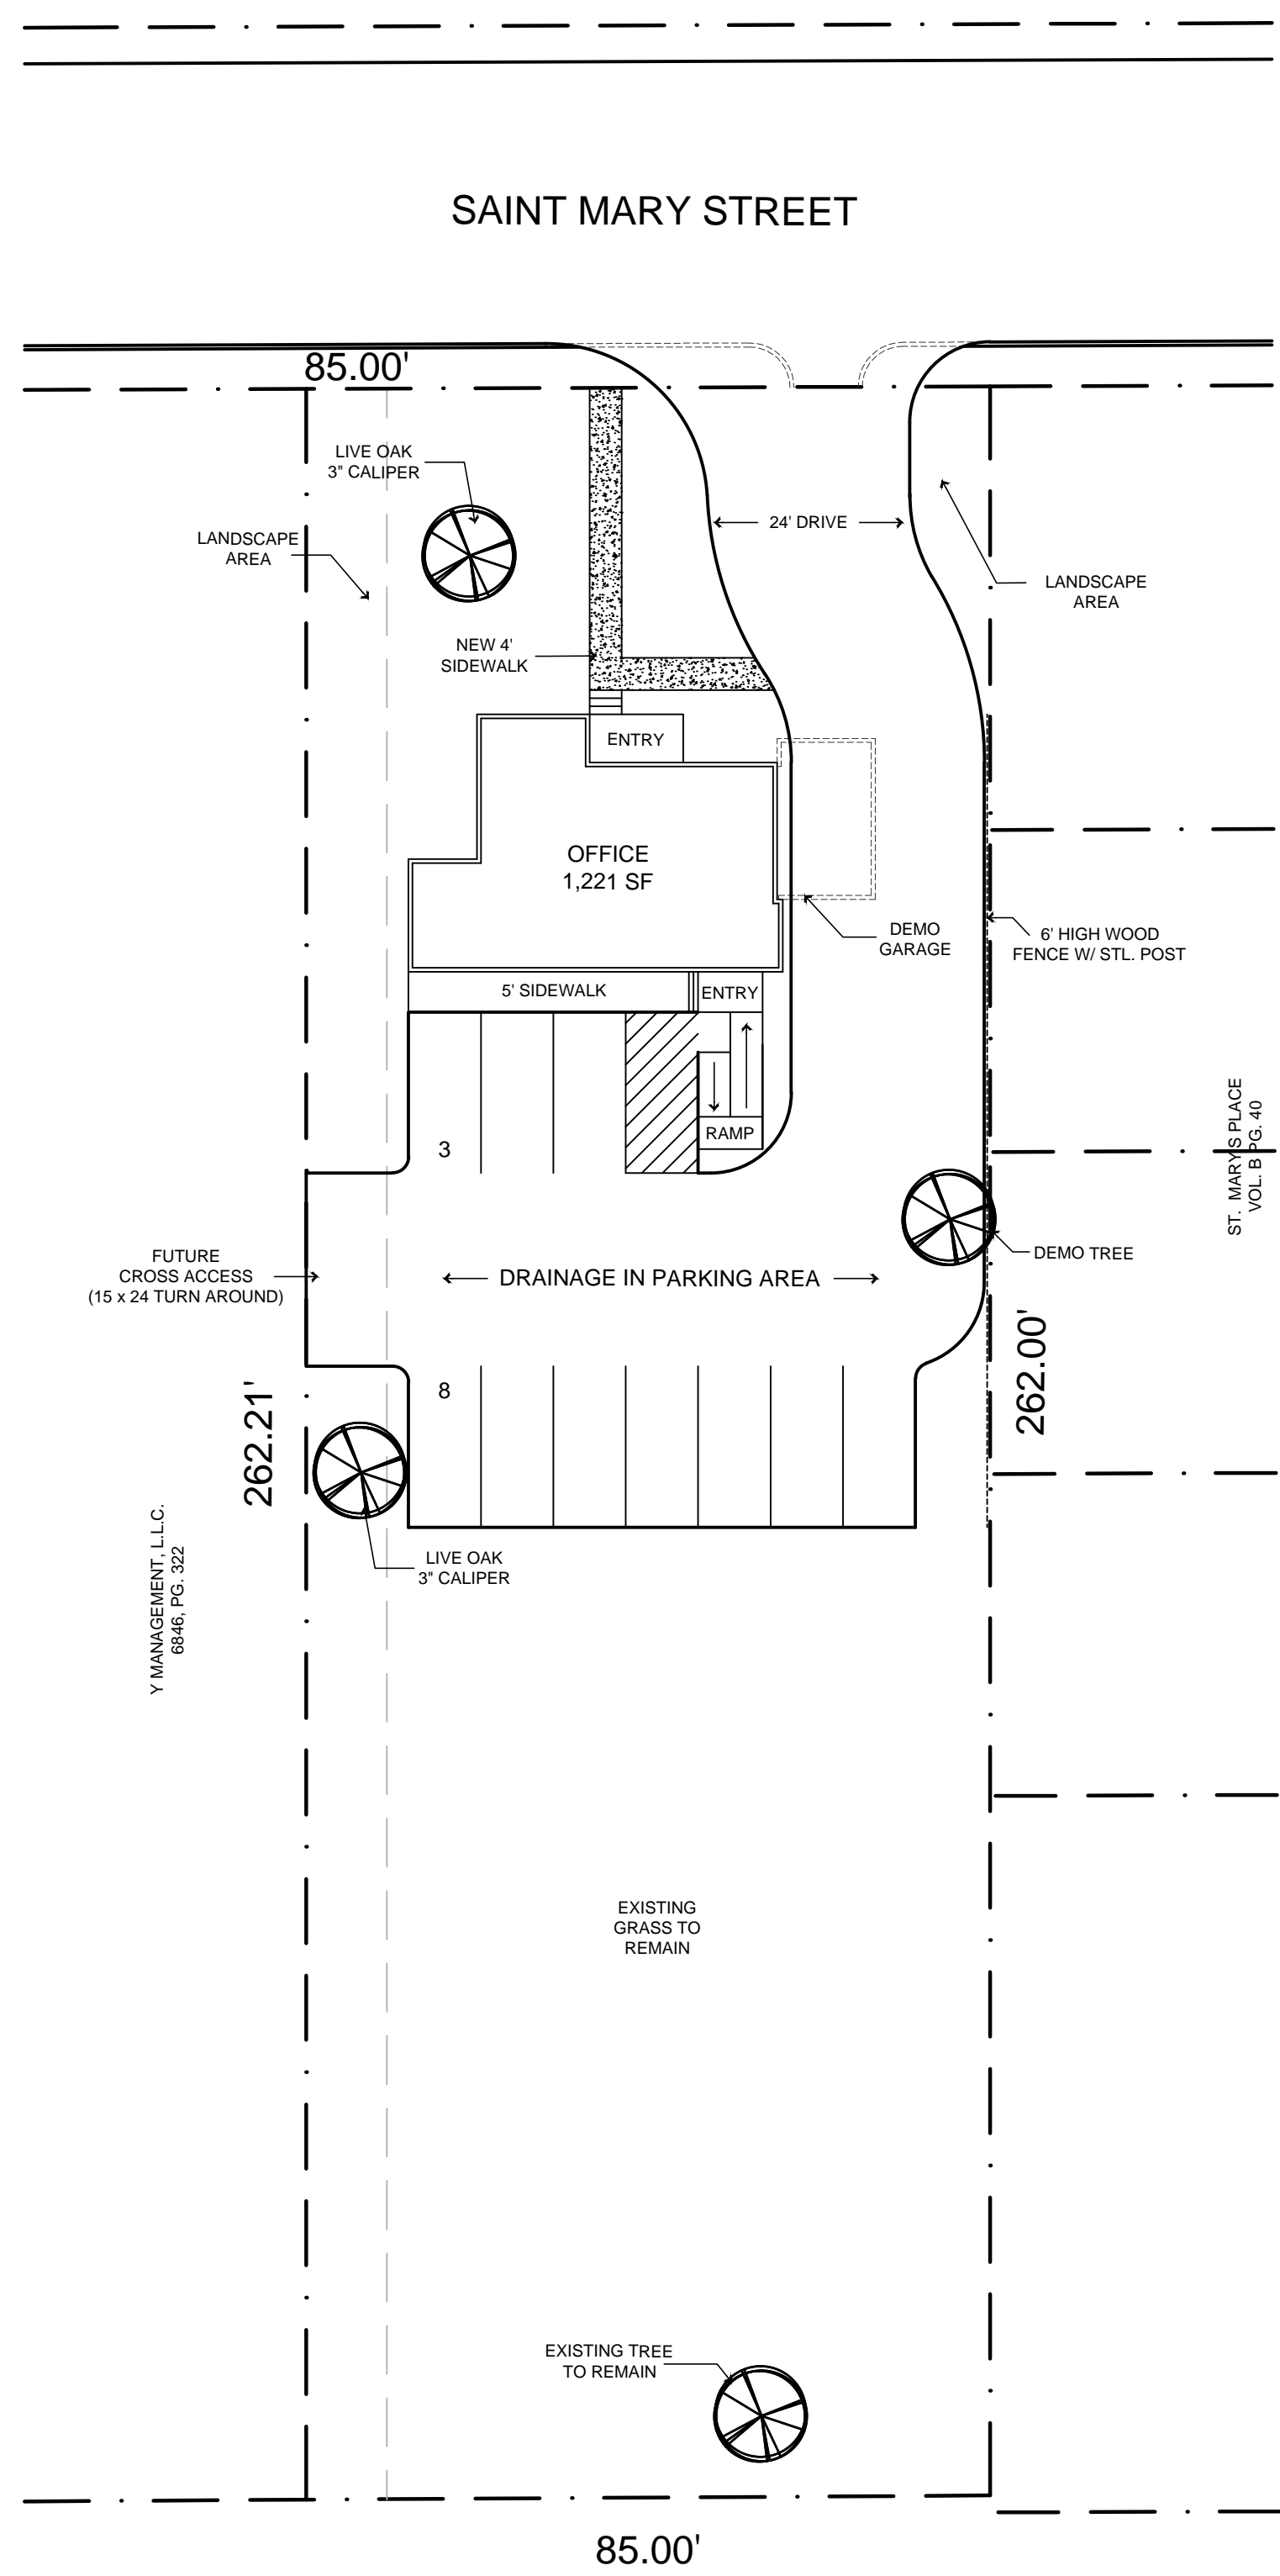 SAINT MARY STREET
85.00'
LIVE OAK
3" CALIPER
24' DRIVE
LANDSCAPE
AREA
LANDSCAPE
AREA
NEW 4'
SIDEWALK
ENTRY
OFFICE
1,221 SF
DEMO
GARAGE
6' HIGH WOOD
FENCE W/ STL. POST
5' SIDEWALK
ENTRY
3
RAMP
ST. MARY'S PLACE
VOL. B PG. 40
FUTURE
CROSS ACCESS
(15 x 24 TURN AROUND)
DRAINAGE IN PARKING AREA
DEMO TREE
262.00'
8
262.21'
LIVE OAK
3" CALIPER
Y MANAGEMENT, L.L.C.
6846, PG. 322
EXISTING
GRASS TO
REMAIN
EXISTING TREE
TO REMAIN
85.00'